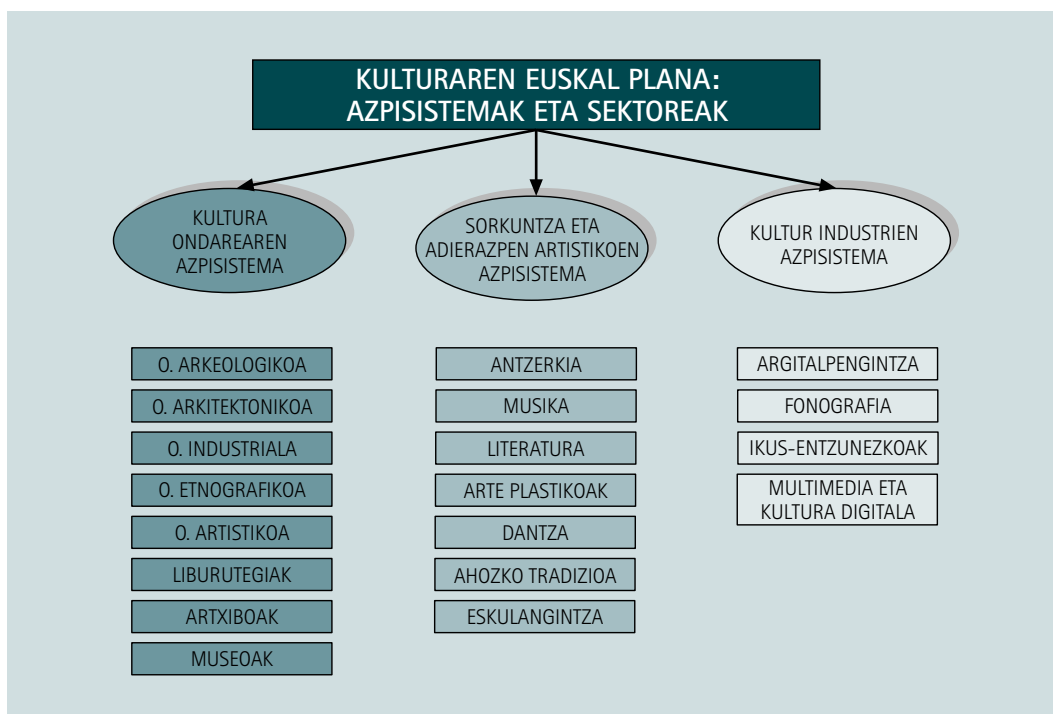 KULTURAREN EUSKAL PLANA:
AZPISISTEMAK ETA SEKTOREAK
KULTURA
ONDAREAREN
AZPISISTEMA
SORKUNTZA ETA
ADIERAZPEN ARTISTIKOEN
AZPISISTEMA
KULTUR INDUSTRIEN
AZPISISTEMA
O. ARKEOLOGIKOA
O. ARKITEKTONIKOA
O. INDUSTRIALA
O. ETNOGRAFIKOA
O. ARTISTIKOA
LIBURUTEGIAK
ARTXIBOAK
MUSEOAK
ANTZERKIA
MUSIKA
LITERATURA
ARTE PLASTIKOAK
DANTZA
AHOZKO TRADIZIOA
ESKULANGINTZA
ARGITALPENGINTZA
FONOGRAFIA
IKUS-ENTZUNEZKOAK
MULTIMEDIA ETA
KULTURA DIGITALA